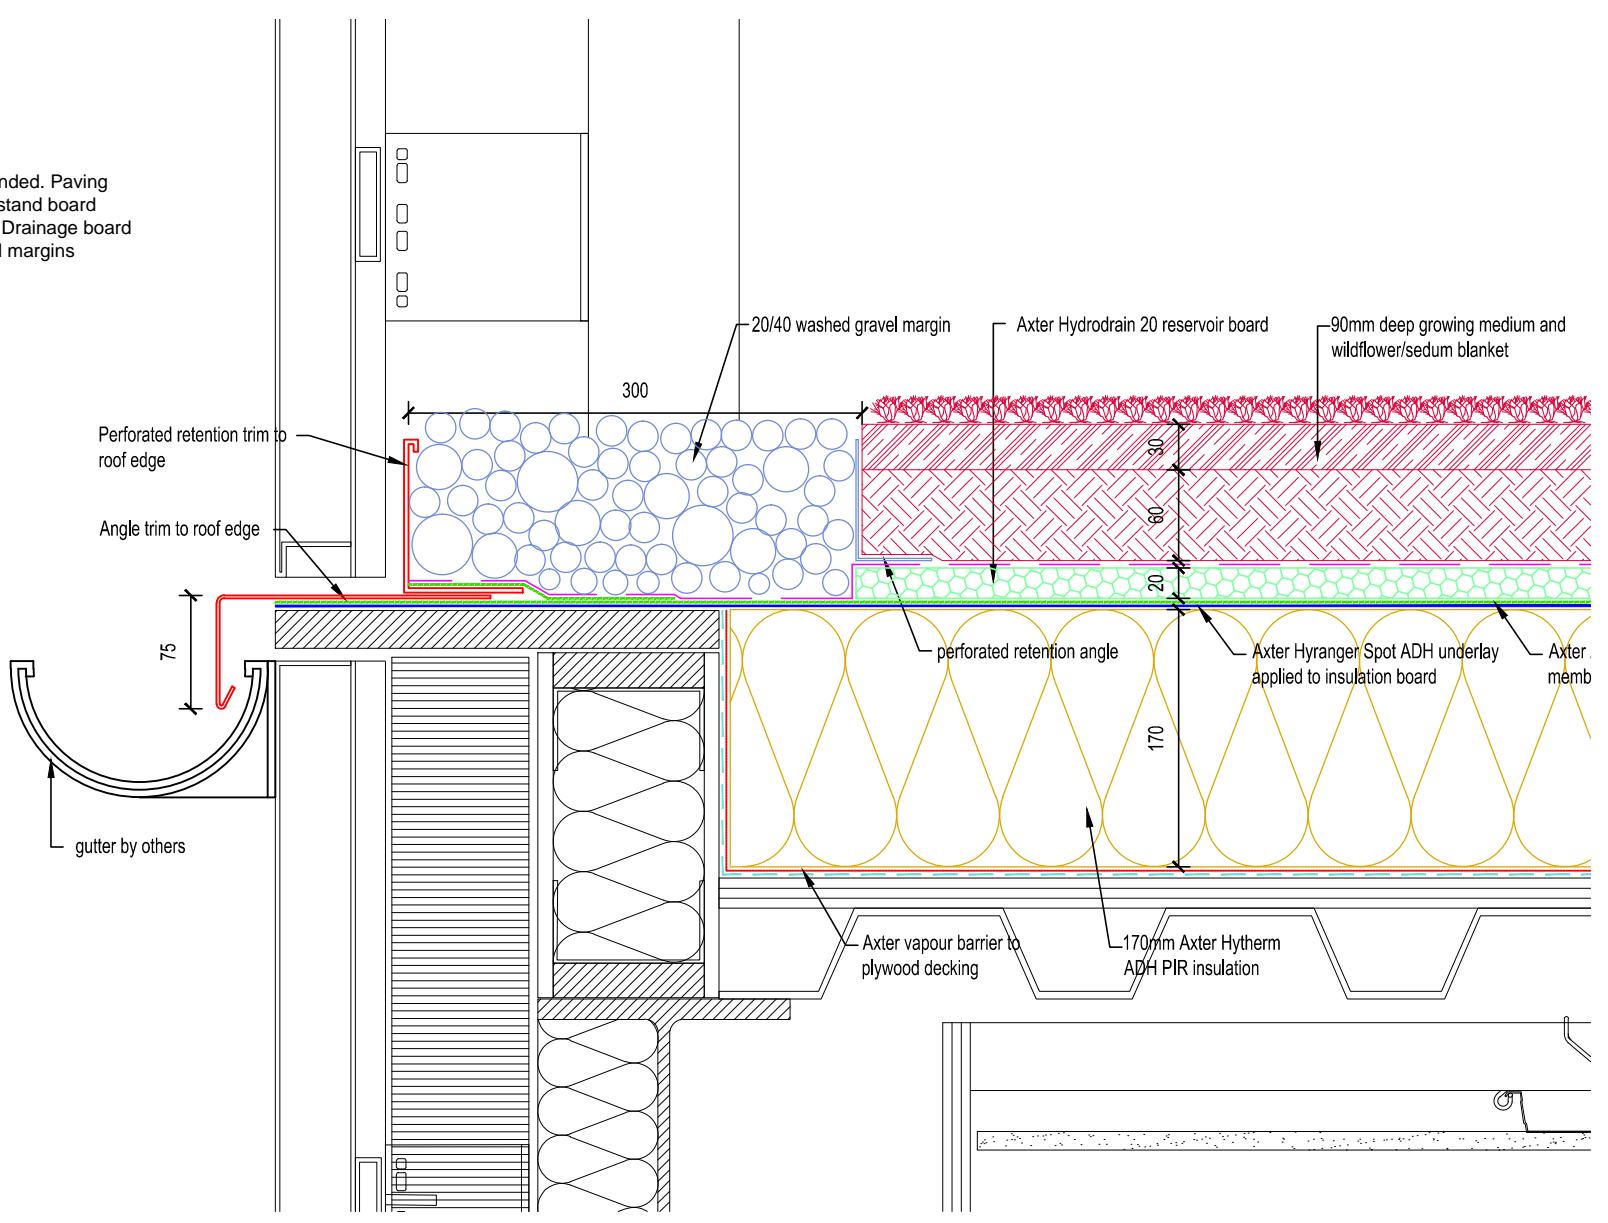 nded. Paving
stand board
Drainage board
margins
20/40 washed gravel margin
Axter Hydrodrain 20 reservoir board
90mm deep growing medium and
wildflower/sedum blanket
300
Perforated retention trim to
roof edge
30
Angle trim to roof edge
60
20
75
perforated retention angle
Axter Hyranger Spot ADH underlay
applied to insulation board
Axter
memb
170
gutter by others
Axter vapour barrier to
plywood decking
170mm Axter Hytherm
ADH PIR insulation